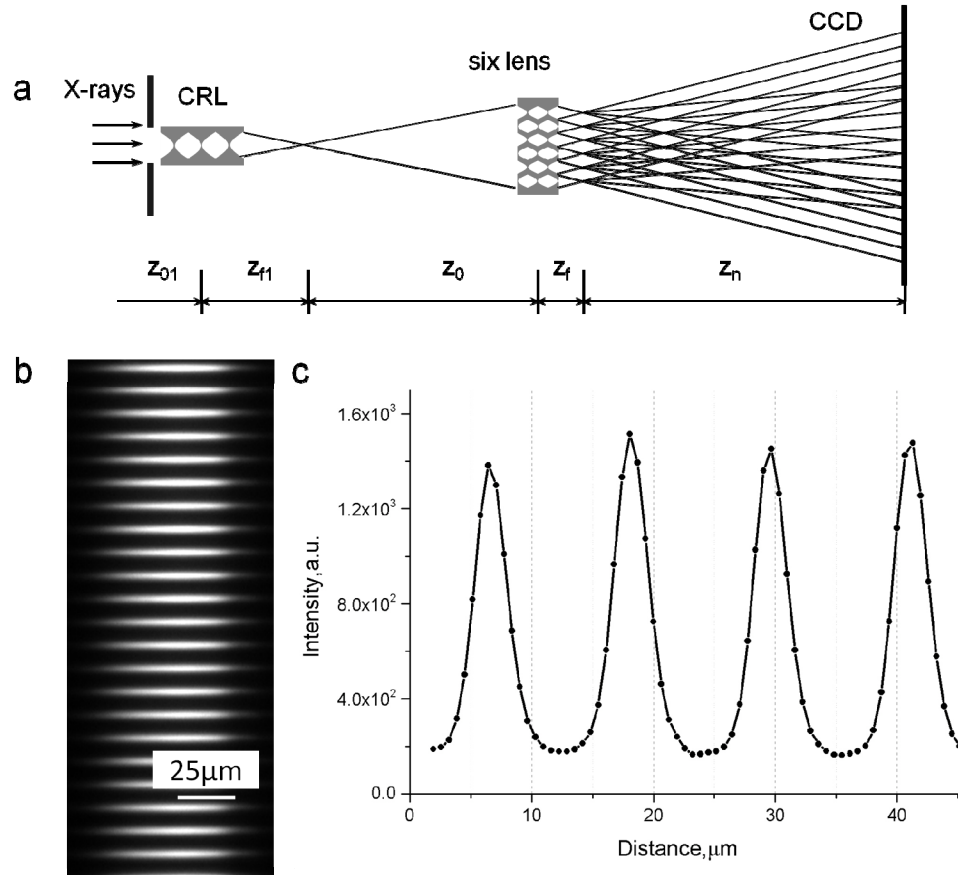 a
X-rays
CRL
six lens
CCD
z01
zf1
z0
zf
zn
b
25μm
c
Intensity,a.u.
1.6x10³
1.2x10³
8.0x10²
4.0x10²
0.0
0
10
20
30
40
Distance,μm